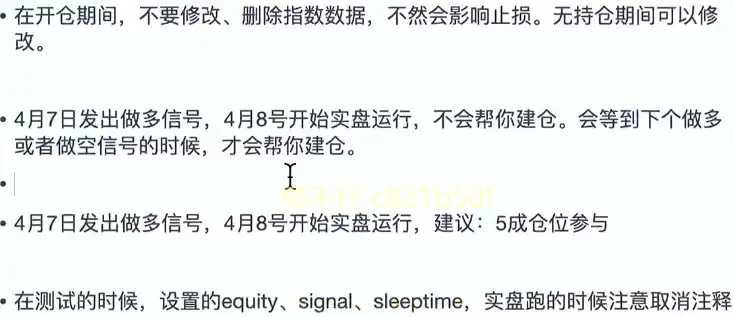 • 在开仓期间，不要修改、删除指数数据，不然会影响止损。无持仓期间可以修
改。
• 4月7日发出做多信号，4月8号开始实盘运行，不会帮你建仓。会等到下个做多
或者做空信号的时候，才会帮你建仓。
•
邢不行 c821b50f
• 4月7日发出做多信号，4月8号开始实盘运行，建议：5成仓位参与
• 在测试的时候，设置的equity、signal、sleeptime，实盘跑的时候注意取消注释